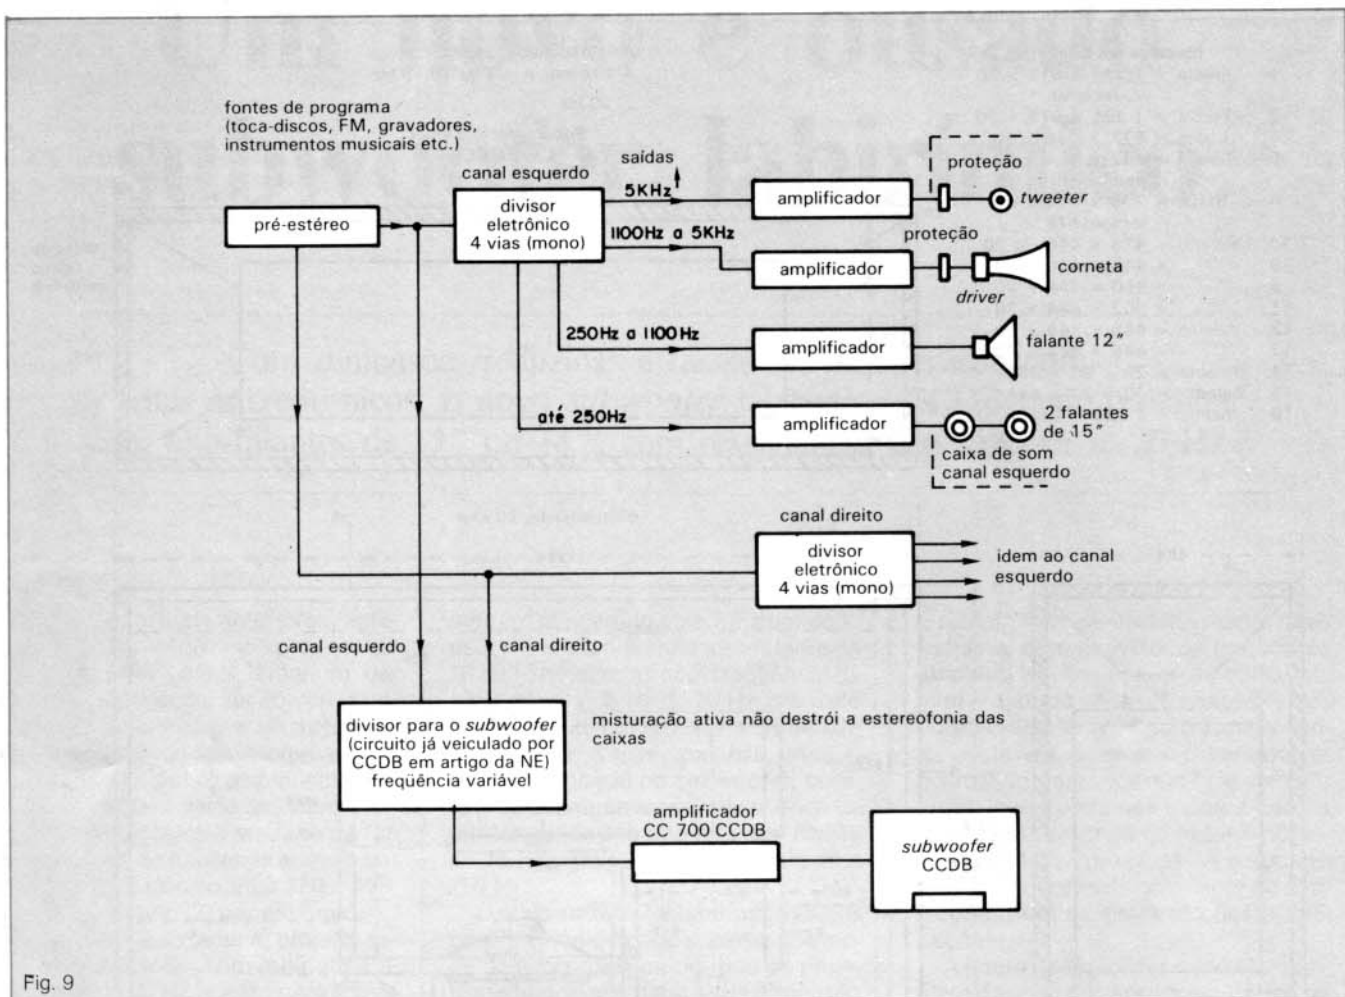 fontes de programa
(toca-discos, FM, gravadores,
instrumentos musicais etc.)
canal esquerdo
saídas
5KHz
proteção
pré-estéreo
divisor
eletrônico
4 vias (mono)
amplificador
tweeter
1100Hz a 5KHz
proteção
amplificador
corneta
driver
250Hz a 1100Hz
amplificador
falante 12"
até 250Hz
amplificador
2 falantes
de 15"
caixa de som
canal esquerdo
canal direito
divisor
eletrônico
4 vias (mono)
idem ao canal
esquerdo
canal esquerdo
canal direito
divisor para o subwoofer
(circuito já veiculado por
CCDB em artigo da NE)
freqüência variável
misturação ativa não destrói a estereofonia das
caixas
amplificador
CC 700 CCDB
subwoofer
CCDB
Fig. 9